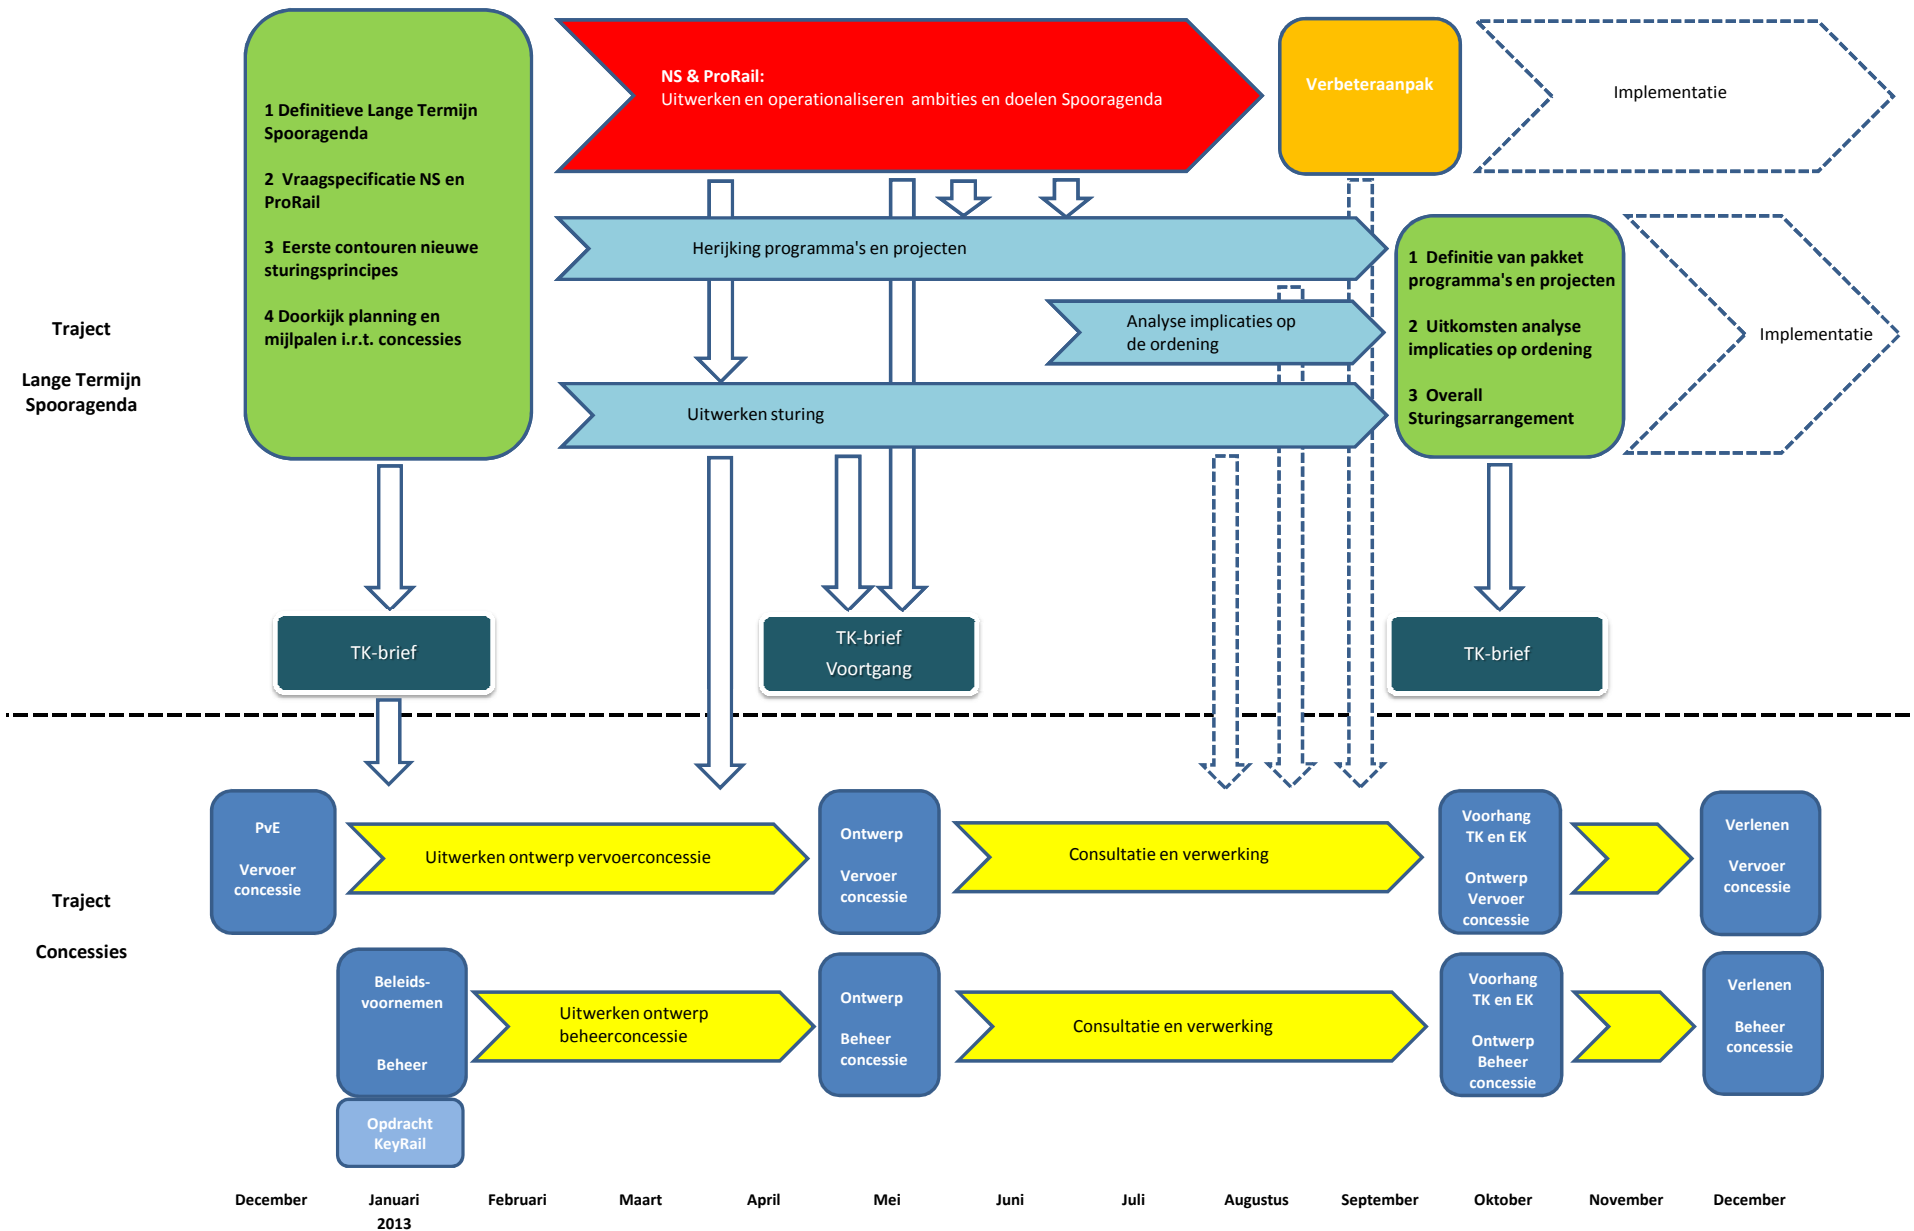 1 Definitieve Lange Termijn
Spooragenda
2 Vraagspecificatie NS en
ProRail
3 Eerste contouren nieuwe
sturingsprincipes
4 Doorkijk planning en
mijlpalen i.r.t. concessies
NS & ProRail:
Uitwerken en operationaliseren ambities en doelen Spooragenda
Verbeteraanpak
Implementatie
Herijking programma's en projecten
Analyse implicaties op
de ordening
Uitwerken sturing
1 Definitie van pakket
programma's en projecten
2 Uitkomsten analyse
implicaties op ordening
3 Overall
Sturingsarrangement
Implementatie
Traject
Lange Termijn
Spooragenda
TK-brief
TK-brief
Voortgang
TK-brief
Traject
Concessies
PvE
Vervoer
concessie
Uitwerken ontwerp vervoerconcessie
Ontwerp
Vervoer
concessie
Consultatie en verwerking
Voorhang
TK en EK
Ontwerp
Vervoer
concessie
Verlenen
Vervoer
concessie
Beleids-
voornemen
Beheer
Opdracht
KeyRail
Uitwerken ontwerp
beheerconcessie
Ontwerp
Beheer
concessie
Consultatie en verwerking
Voorhang
TK en EK
Ontwerp
Beheer
concessie
Verlenen
Beheer
concessie
December
Januari
2013
Februari
Maart
April
Mei
Juni
Juli
Augustus
September
Oktober
November
December